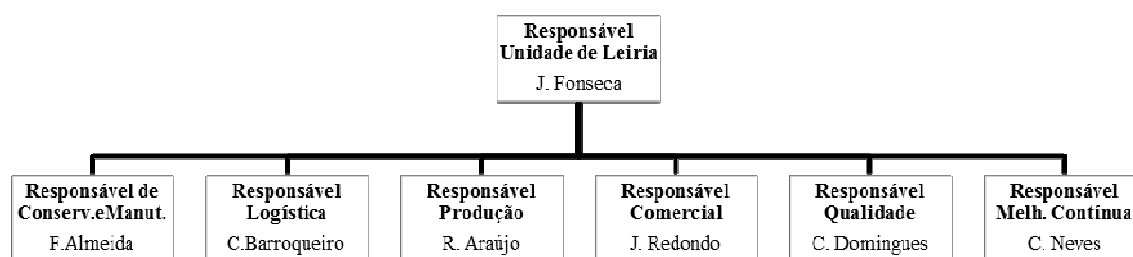 Responsável
Unidade de Leiria
J. Fonseca
Responsável de
Conserv.eManut.
F.Almeida
Responsável
Logística
C.Barroqueiro
Responsável
Produção
R. Araújo
Responsável
Comercial
J. Redondo
Responsável
Qualidade
C. Domingues
Responsável
Melh. Contínua
C. Neves